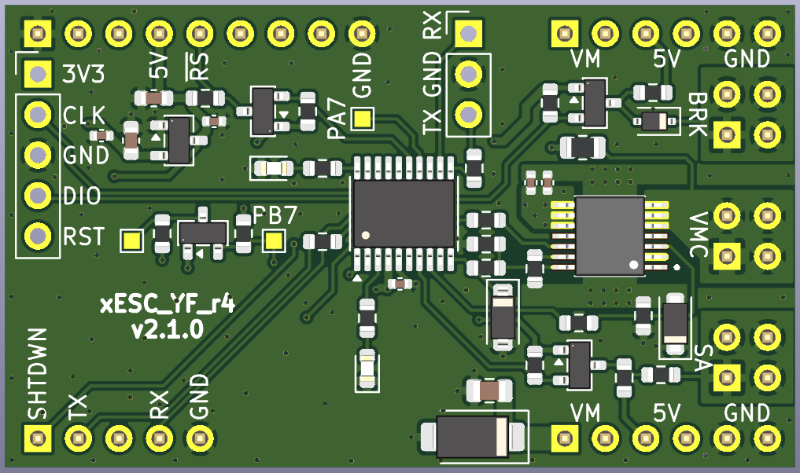 RX
3V3
5V
RS
GND
TX GND
VM
5V
GND
CLK
PA7
BRK
GND
DIO
RST
PB7
VMC
xESC_YF_r4
v2.1.0
SHTDWN
TX
RX
GND
SA
VM
5V
GND